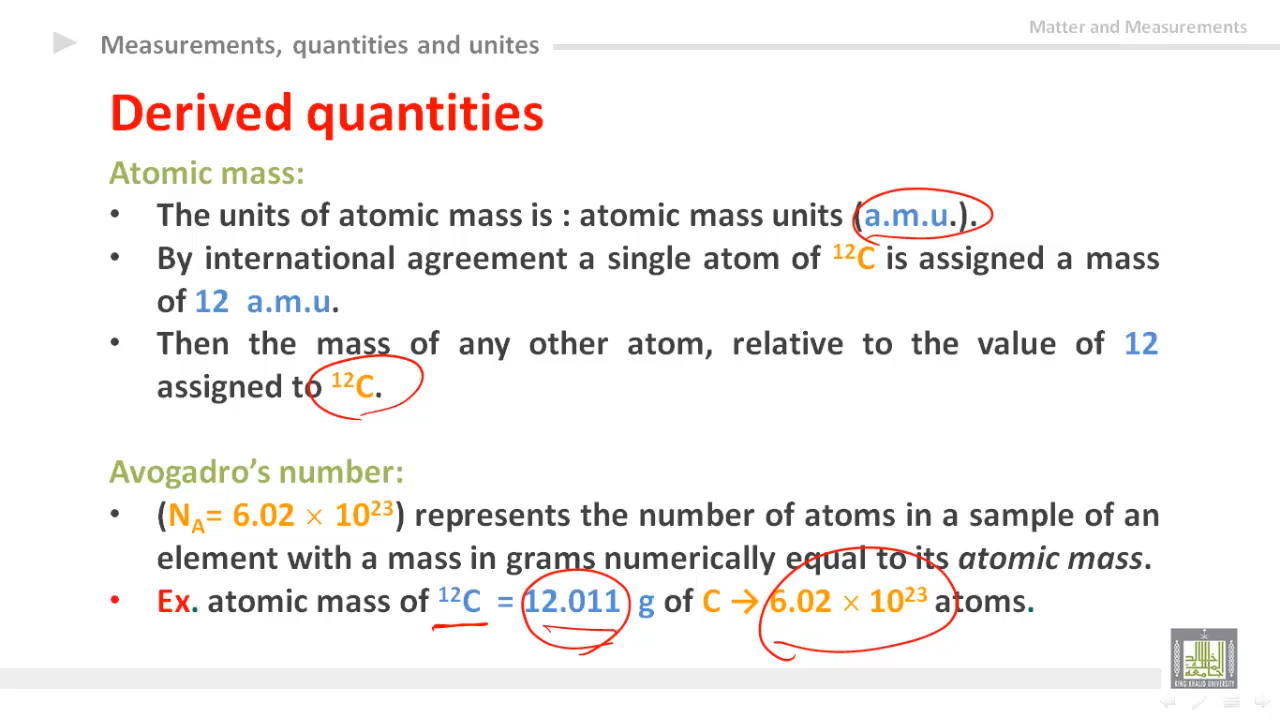 Matter and Measurements
Measurements, quantities and unites
Derived quantities
Atomic mass:
• The units of atomic mass is : atomic mass units (a.m.u.).
• By international agreement a single atom of ¹²C is assigned a mass
of 12 a.m.u.
• Then the mass of any other atom, relative to the value of 12
assigned to ¹²C.
Avogadro's number:
• (N_A= 6.02 × 10²³) represents the number of atoms in a sample of an
element with a mass in grams numerically equal to its atomic mass.
• Ex. atomic mass of ¹²C = 12.011 g of C → 6.02 × 10²³ atoms.
KING KHALID UNIVERSITY